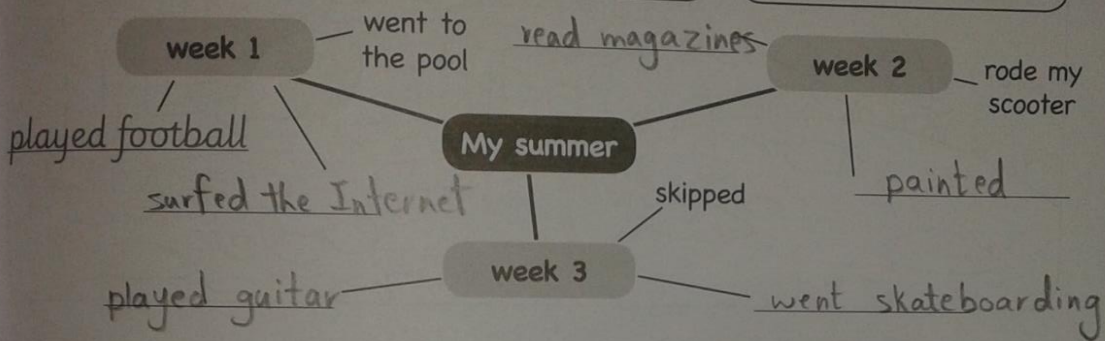 week 1
went to
the pool
read magazines
week 2
rode my
scooter
played football
My summer
surfed the Internet
painted
skipped
week 3
played guitar
went skateboarding